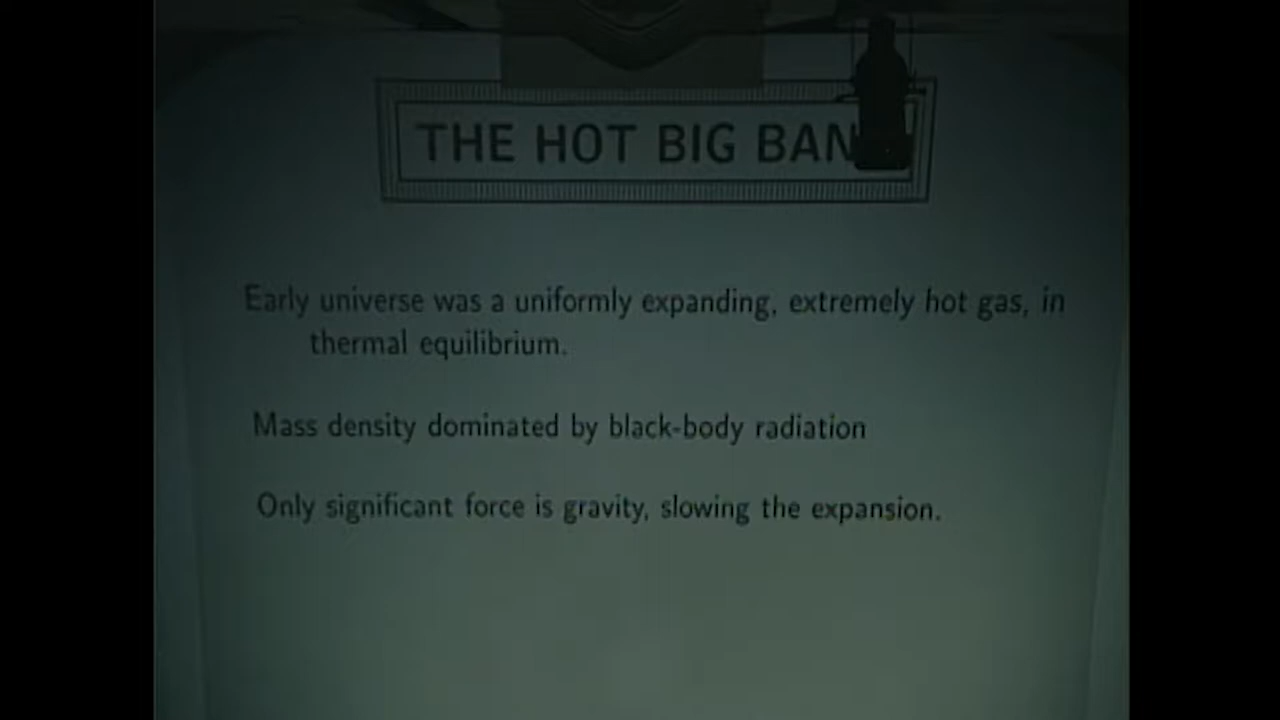 THE HOT BIG BAN
Early universe was a uniformly expanding, extremely hot gas, in
thermal equilibrium.
Mass density dominated by black-body radiation
Only significant force is gravity, slowing the expansion.